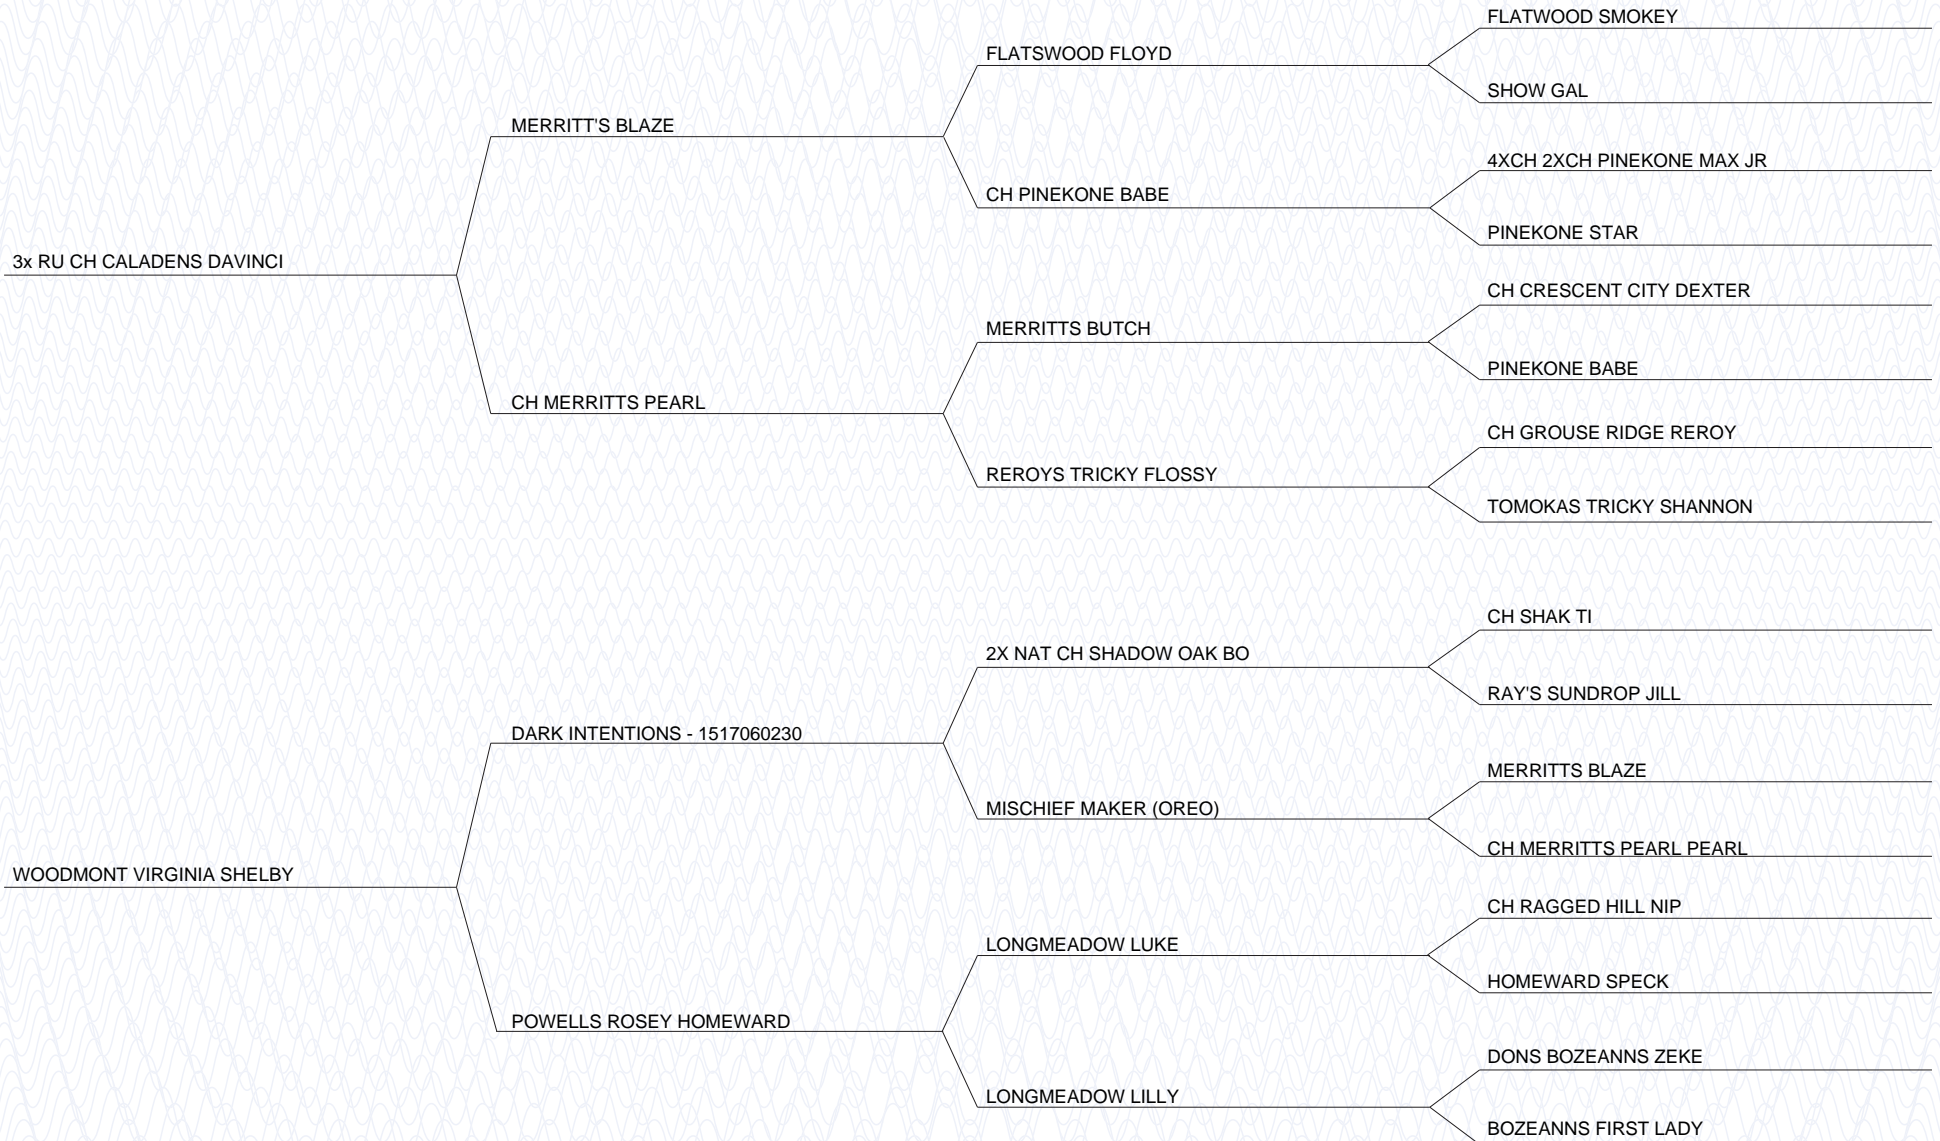 FLATWOOD SMOKEY
FLATSWOOD FLOYD
SHOW GAL
MERRITT'S BLAZE
4XCH 2XCH PINEKONE MAX JR
CH PINEKONE BABE
PINEKONE STAR
3x RU CH CALADENS DAVINCI
CH CRESCENT CITY DEXTER
MERRITTS BUTCH
PINEKONE BABE
CH MERRITTS PEARL
CH GROUSE RIDGE REROY
REROYS TRICKY FLOSSY
TOMOKAS TRICKY SHANNON
CH SHAK TI
2X NAT CH SHADOW OAK BO
RAY'S SUNDROP JILL
DARK INTENTIONS - 1517060230
MERRITTS BLAZE
MISCHIEF MAKER (OREO)
CH MERRITTS PEARL PEARL
WOODMONT VIRGINIA SHELBY
CH RAGGED HILL NIP
LONGMEADOW LUKE
HOMEWARD SPECK
POWELLS ROSEY HOMEWARD
DONS BOZEANNS ZEKE
LONGMEADOW LILLY
BOZEANNS FIRST LADY